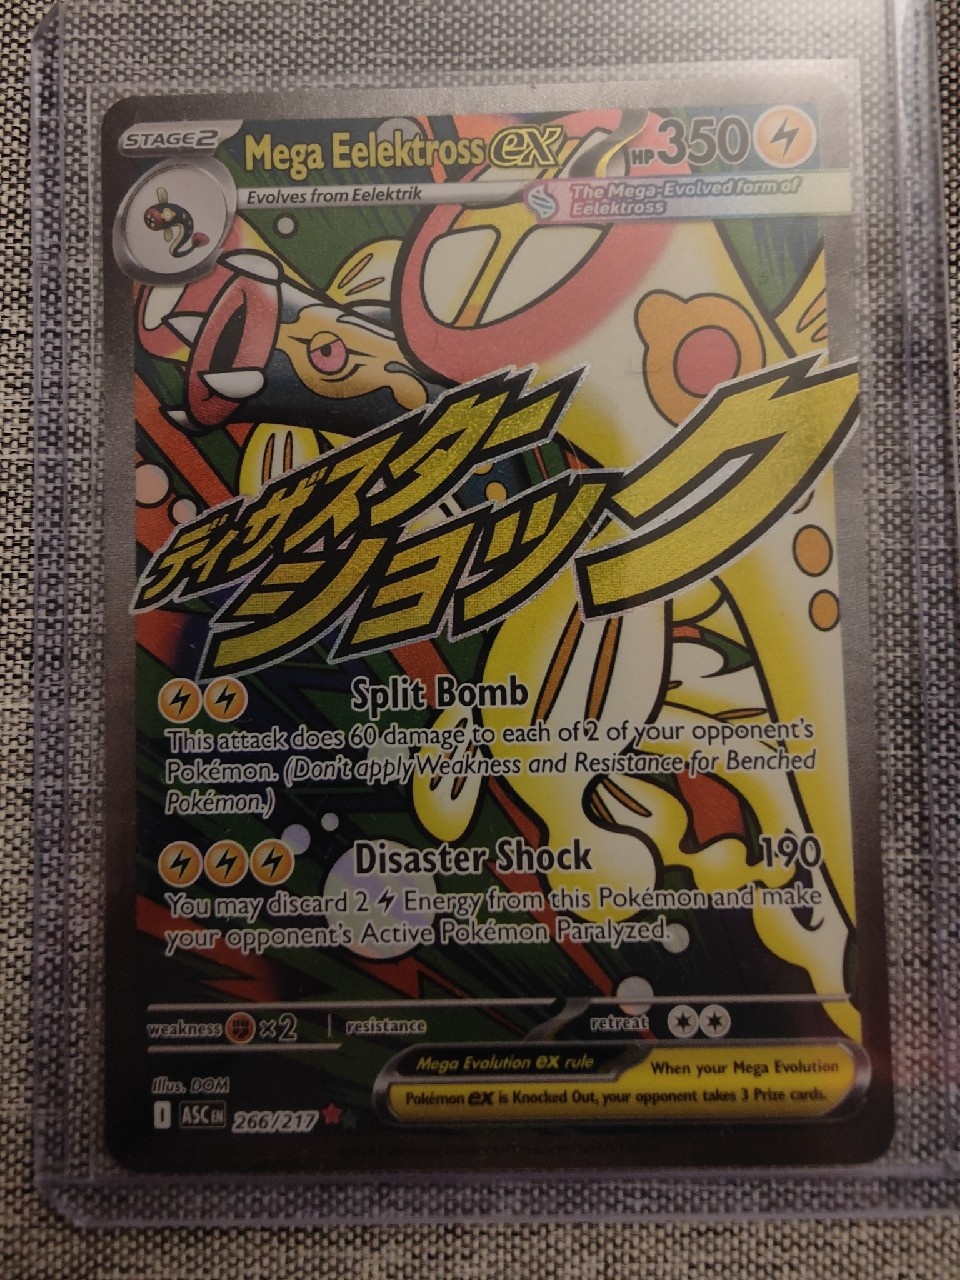 STAGE2
Mega Eelektross ex
HP 350
Evolves from Eelektrik
The Mega-Evolved form of
Eelektross
ディザスター
ショック
Split Bomb
This attack does 60 damage to each of 2 of your opponent's
Pokémon. (Don't apply Weakness and Resistance for Benched
Pokémon.)
Disaster Shock 190
You may discard 2 Energy from this Pokémon and make
your opponent's Active Pokémon Paralyzed.
weakness ×2 resistance retreat
Mega Evolution ex rule
When your Mega Evolution
Pokémon ex is Knocked Out, your opponent takes 3 Prize cards.
Illus. DOM
ASC EN 266/217